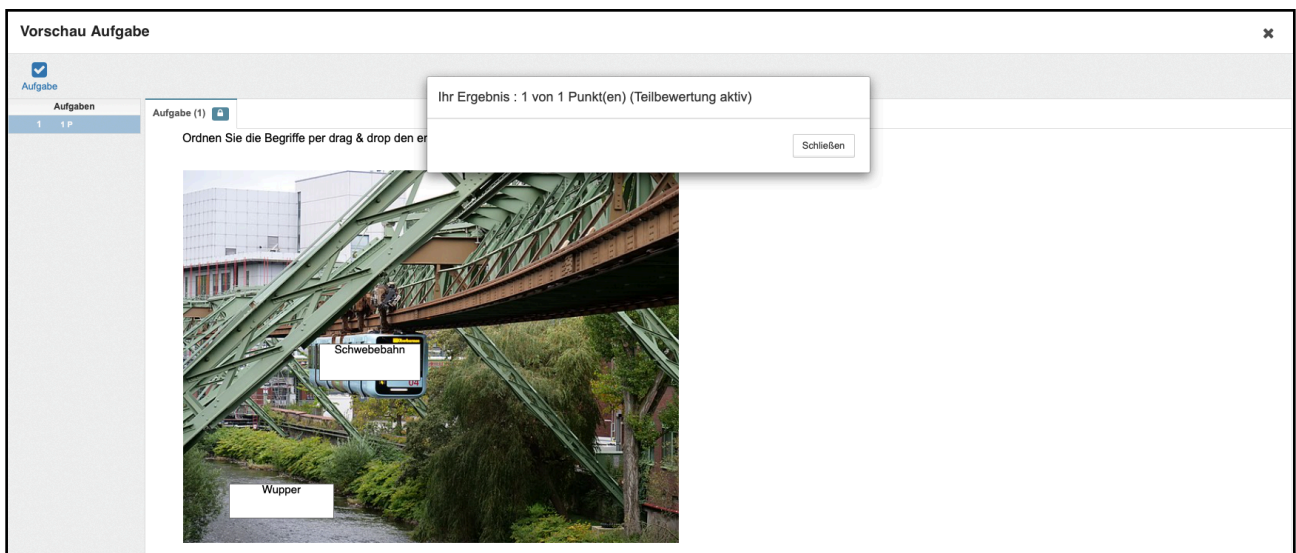 Vorschau Aufgabe
Aufgabe
Aufgaben
1 1 P
Aufgabe (1)
Ihr Ergebnis : 1 von 1 Punkt(en) (Teilbewertung aktiv)
Schließen
Ordnen Sie die Begriffe per drag & drop den
Schwebebahn
04
Wupper